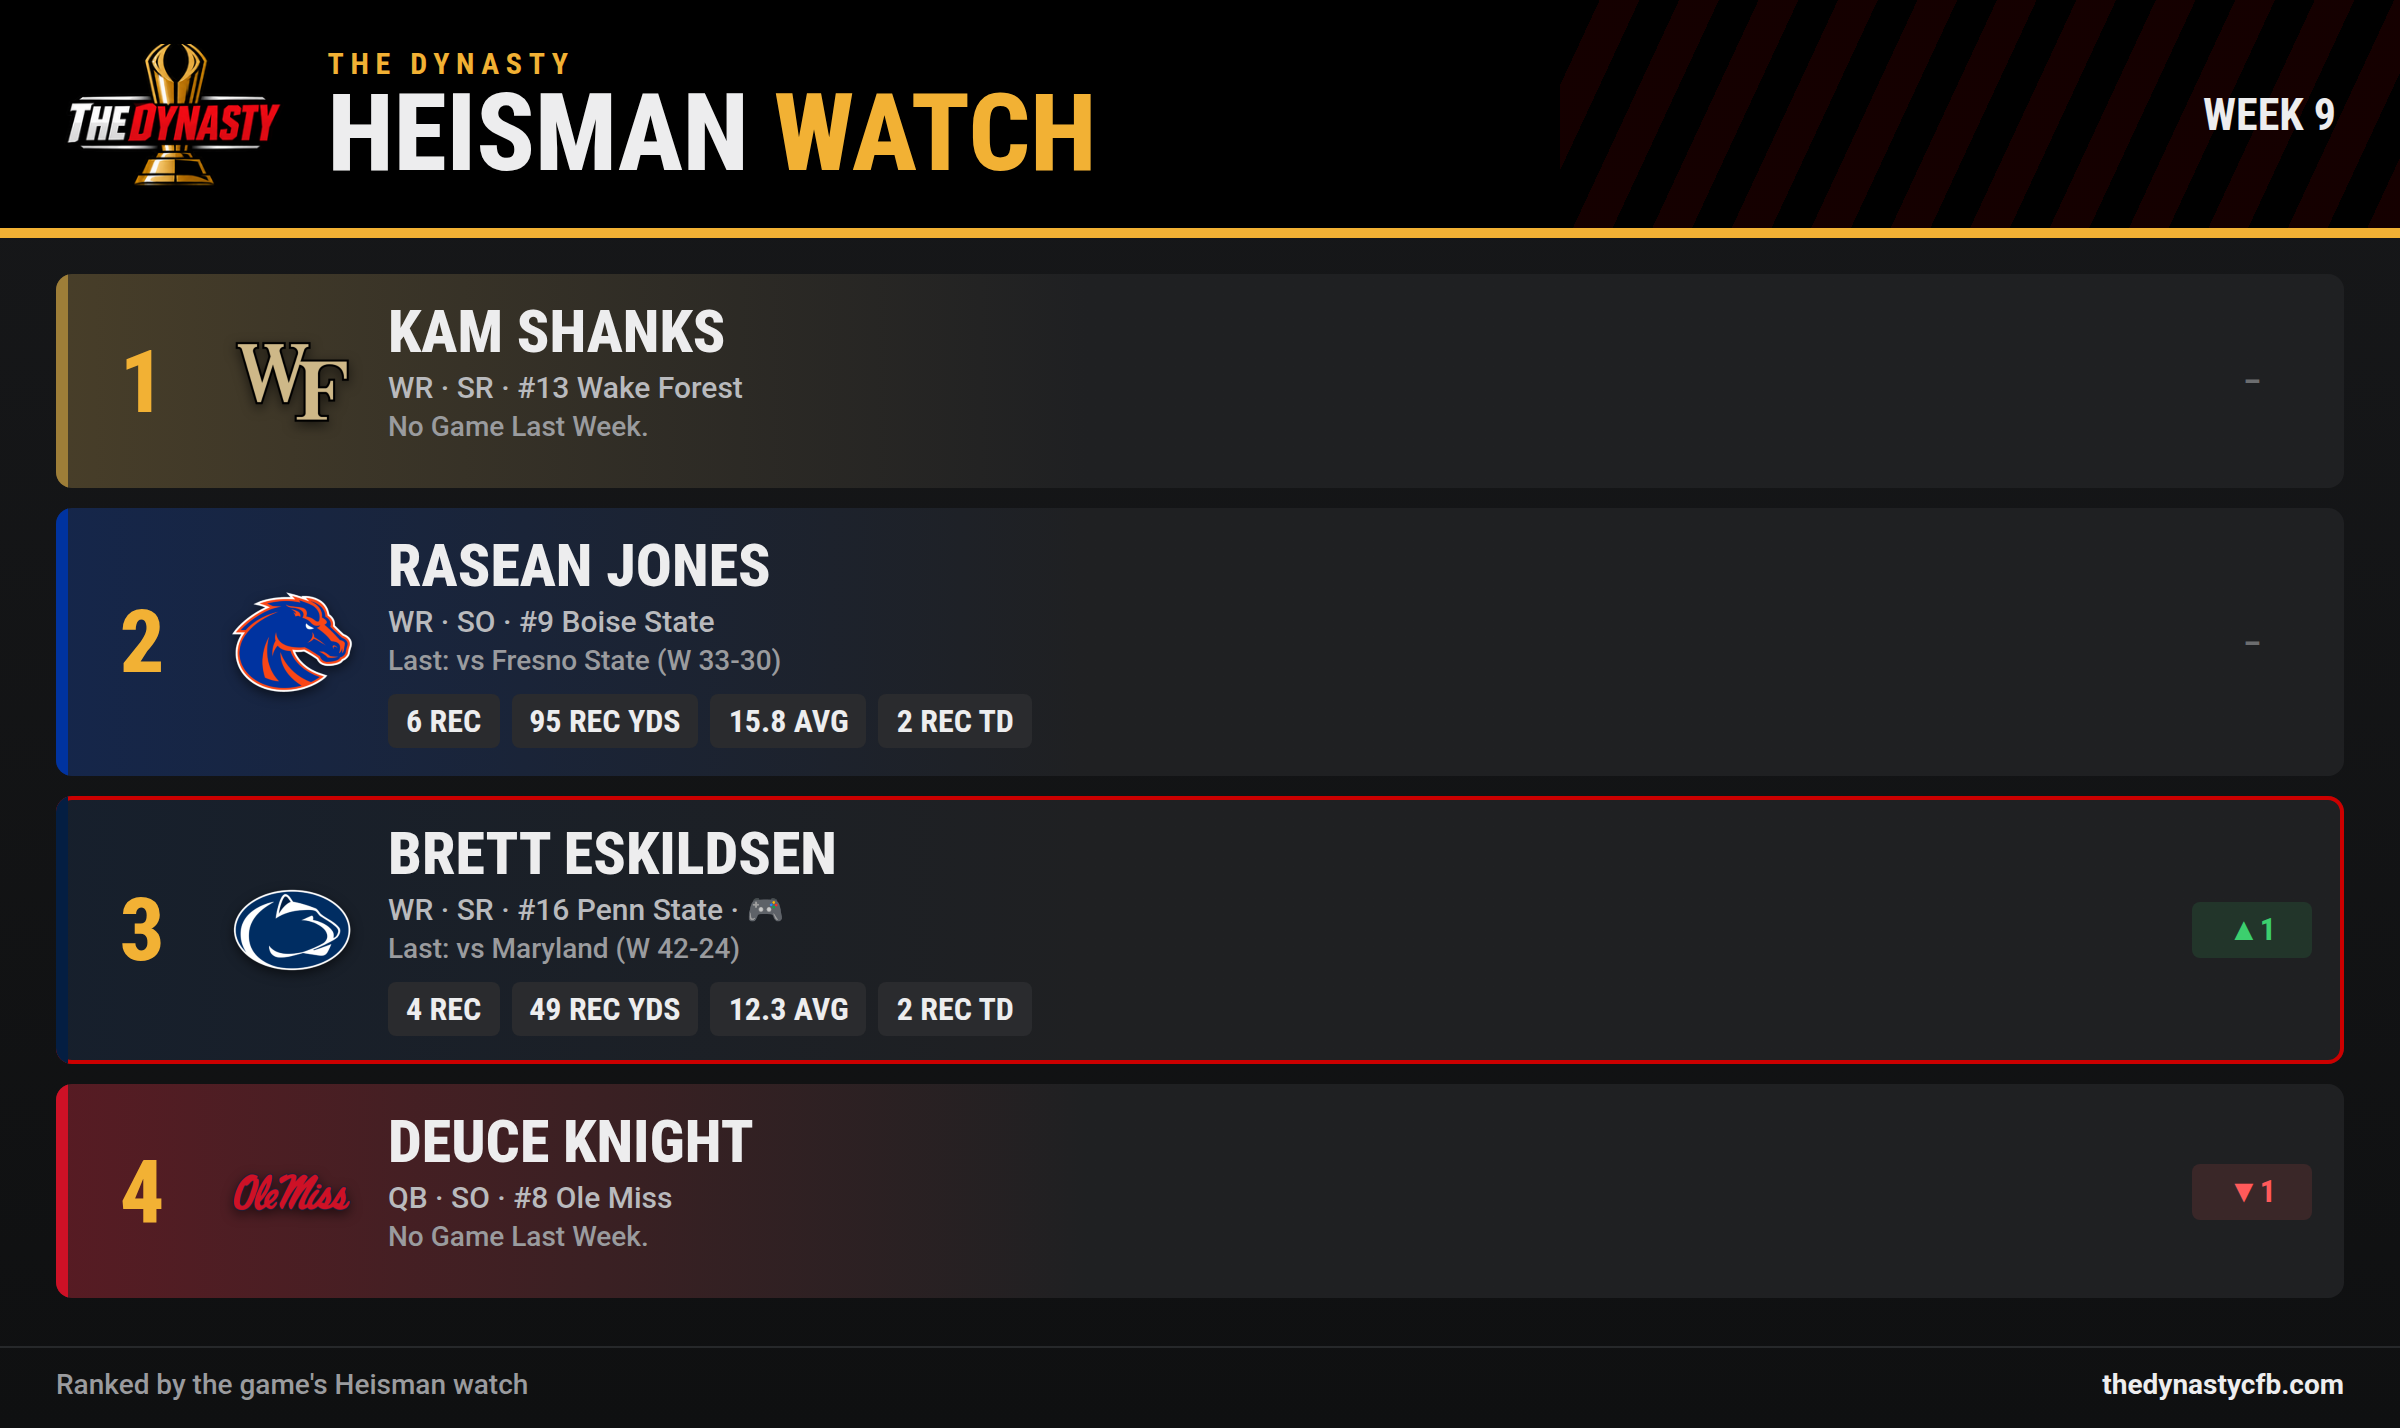 THE DYNASTY
THE DYNASTY
HEISMAN WATCH
WEEK 9
1
WF
KAM SHANKS
WR · SR · #13 Wake Forest
No Game Last Week.
–
2
RASEAN JONES
WR · SO · #9 Boise State
Last: vs Fresno State (W 33-30)
6 REC 95 REC YDS 15.8 AVG 2 REC TD
–
3
BRETT ESKILDSEN
WR · SR · #16 Penn State · 🎮
Last: vs Maryland (W 42-24)
4 REC 49 REC YDS 12.3 AVG 2 REC TD
▲1
4
Ole Miss
DEUCE KNIGHT
QB · SO · #8 Ole Miss
No Game Last Week.
▼1
Ranked by the game's Heisman watch
thedynastycfb.com